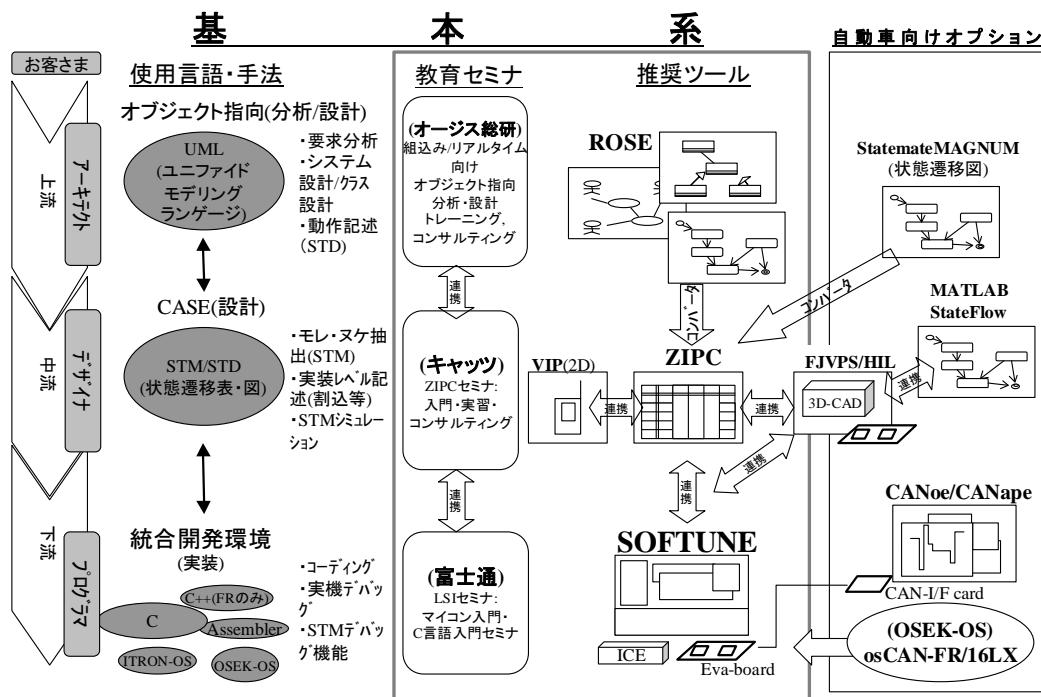 基 本 系
自動車向けオプション
お客さま
使用言語・手法
教育セミナ
推奨ツール
上流
アーキテクト
中流
デザイナ
下流
プログラマ
オブジェクト指向(分析/設計)
UML
(ユニファイド
モデリング
ランゲージ)
・要求分析
・システム
設計/クラス
設計
・動作記述
(STD)
CASE(設計)
STM/STD
(状態遷移表・図)
・モレ・ヌケ抽
出(STM)
・実装レベル記
述(割込等)
・STMシミュレー
ション
統合開発環境
(実装)
C++(FRのみ)
C
Assembler
ITRON-OS
OSEK-OS
・コーディング
・実機デバッ
グ
・STMデバッ
グ機能
(オージス総研)
組込み/リアルタイム
向け
オブジェクト指向
分析・設計
トレーニング,
コンサルティング
連携
(キャッツ)
ZIPCセミナ:
入門・実習・
コンサルティング
連携
(富士通)
LSIセミナ:
マイコン入門・
C言語入門セミナ
ROSE
コンバータ
ZIPC
VIP(2D)
連携
連携
連携
連携
SOFTUNE
ICE
Eva-board
StatemateMAGNUM
(状態遷移図)
コンバータ
MATLAB
StateFlow
FJVPS/HIL
3D-CAD
連携
CANoe/CANape
CAN-I/F card
(OSEK-OS)
osCAN-FR/16LX